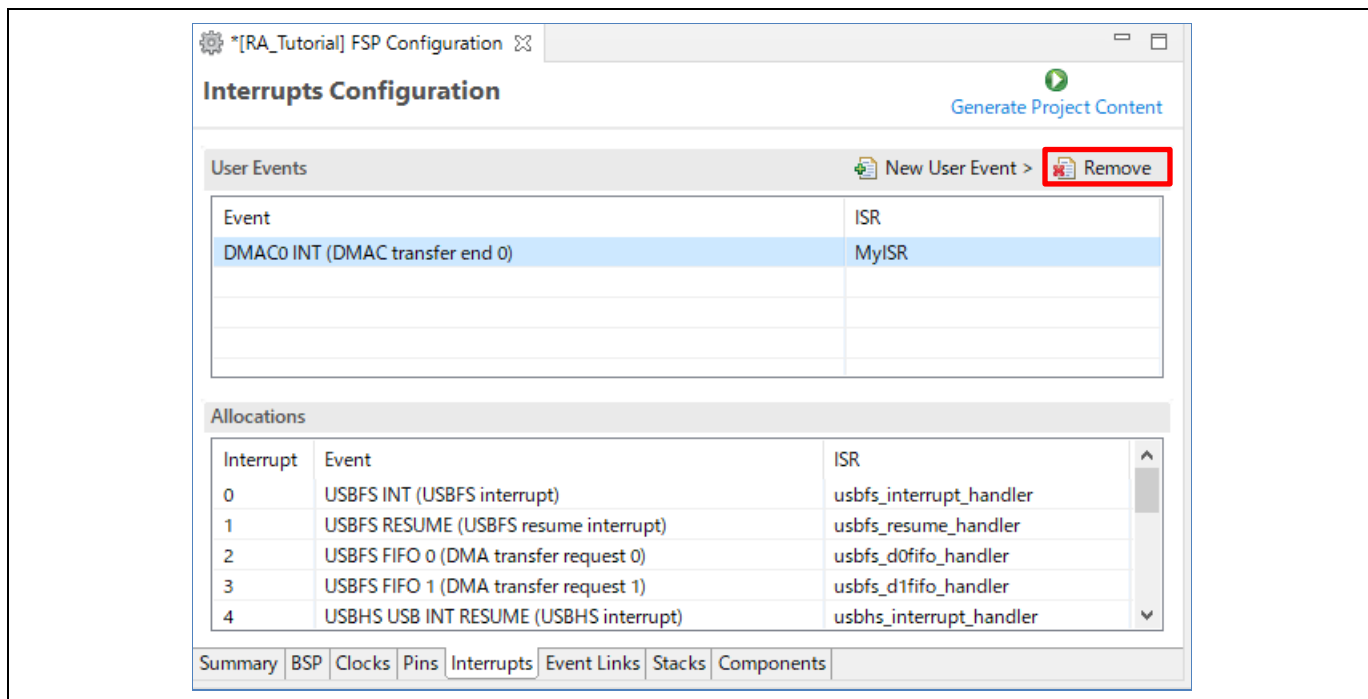 *[RA_Tutorial] FSP Configuration
Interrupts Configuration
Generate Project Content
User Events New User Event > Remove
Event ISR
DMAC0 INT (DMAC transfer end 0) MyISR
Allocations
Interrupt Event ISR
0 USBFS INT (USBFS interrupt) usbfs_interrupt_handler
1 USBFS RESUME (USBFS resume interrupt) usbfs_resume_handler
2 USBFS FIFO 0 (DMA transfer request 0) usbfs_d0fifo_handler
3 USBFS FIFO 1 (DMA transfer request 1) usbfs_d1fifo_handler
4 USBHS USB INT RESUME (USBHS interrupt) usbhs_interrupt_handler
Summary BSP Clocks Pins Interrupts Event Links Stacks Components